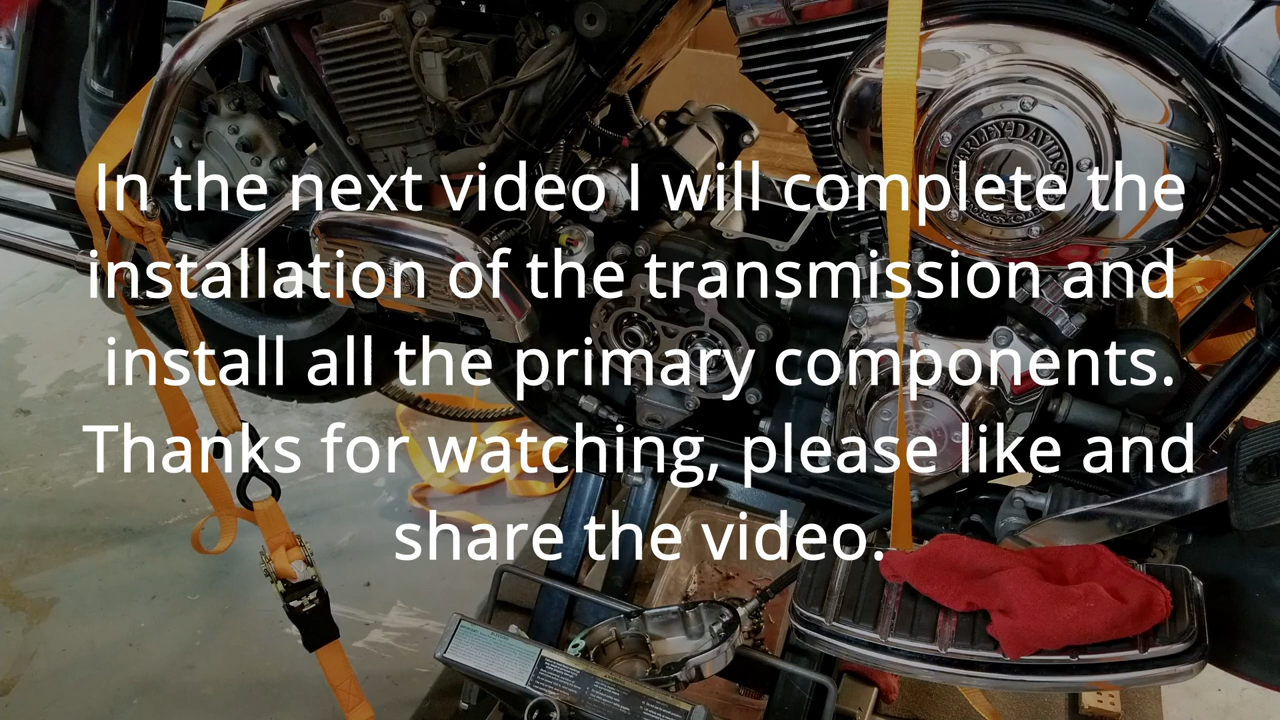 In the next video I will complete the
installation of the transmission and
install all the primary components.
Thanks for watching, please like and
share the video.
HARLEY-DAVIDSON
MOTORCYCLES